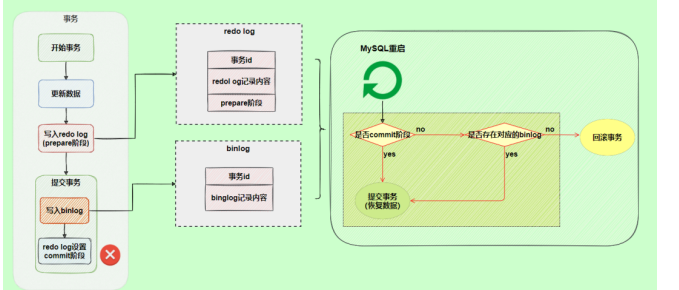 事务
开始事务
更新数据
写入redo log
(prepare阶段)
提交事务
写入binlog
redo log设置
commit阶段
redo log
事务id
redol og记录内容
prepare阶段
binlog
事务id
binglog记录内容
MySQL重启
是否commit阶段
no
是否存在对应的binlog
no
回滚事务
yes
yes
提交事务
(恢复数据)